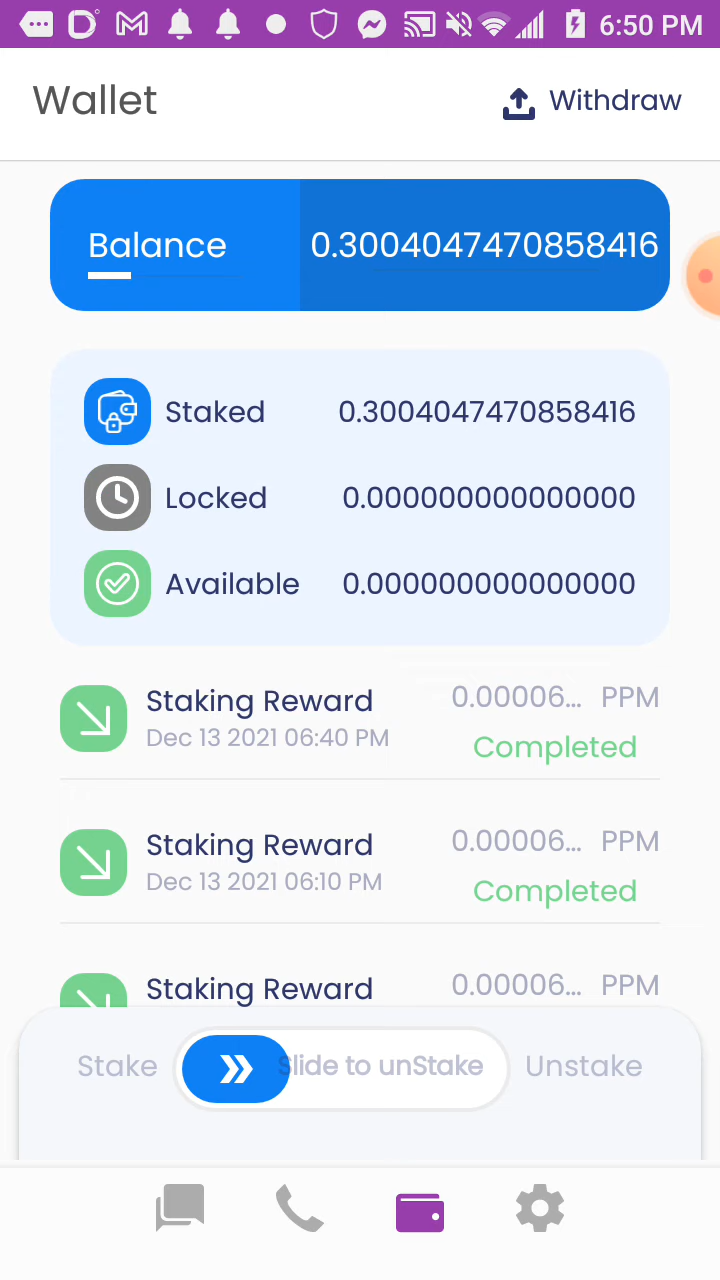 6:50 PM
Wallet
Withdraw
Balance
0.3004047470858416
Staked 0.3004047470858416
Locked 0.000000000000000
Available 0.000000000000000
Staking Reward 0.00006... PPM
Dec 13 2021 06:40 PM
Completed
Staking Reward 0.00006... PPM
Dec 13 2021 06:10 PM
Completed
Staking Reward 0.00006... PPM
Stake Slide to unStake Unstake